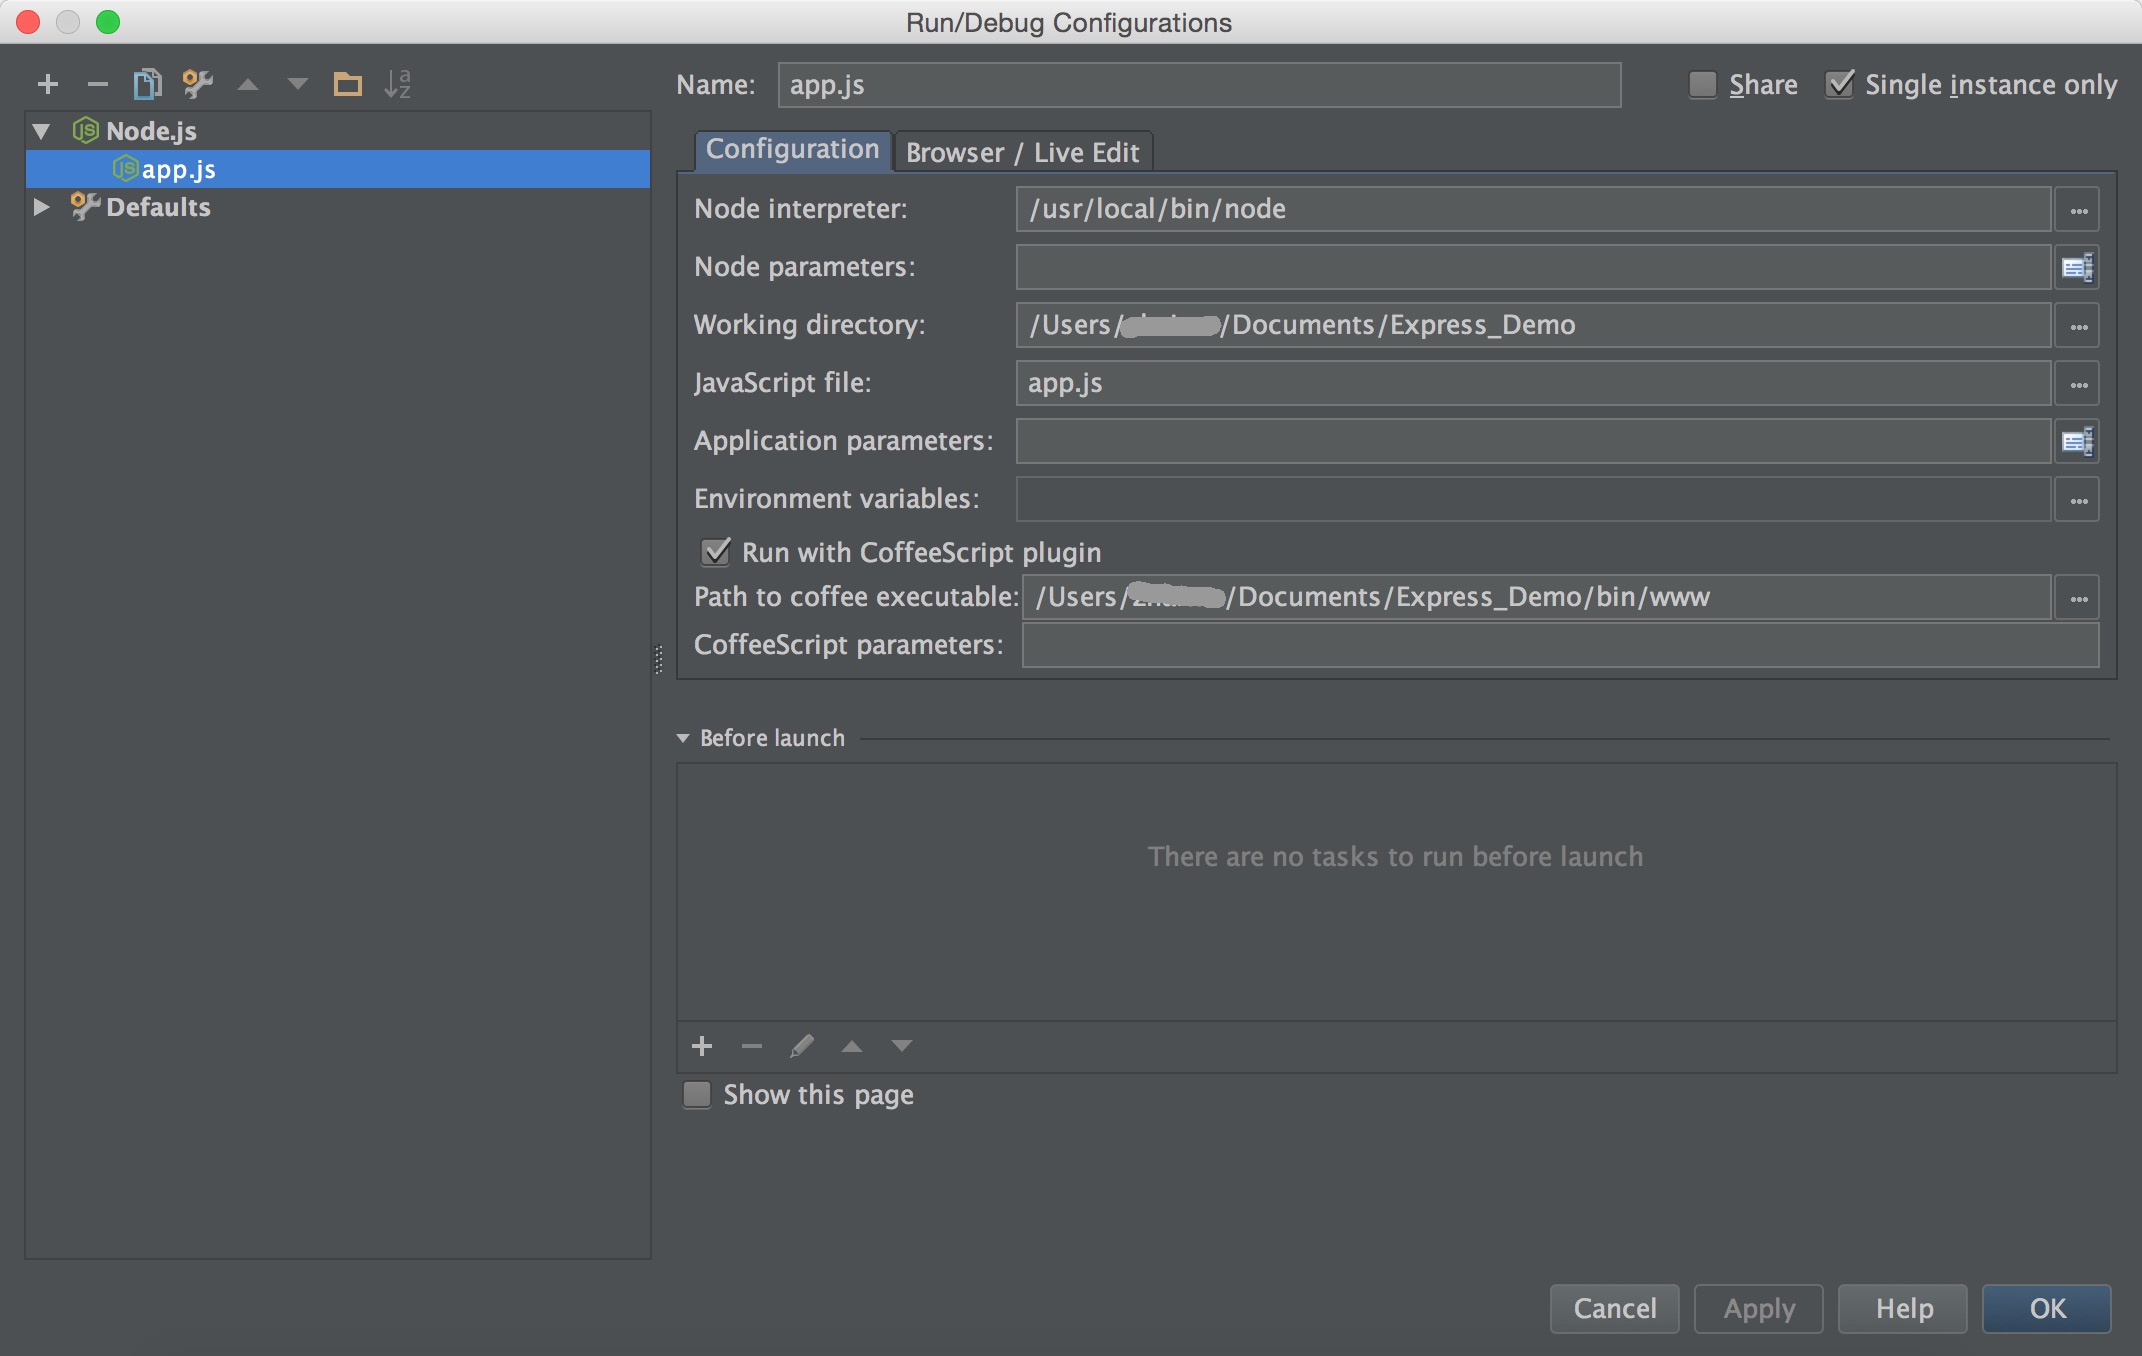 Run/Debug Configurations
Name: app.js Share Single instance only
Node.js
app.js
Defaults
Configuration Browser / Live Edit
Node interpreter: /usr/local/bin/node ...
Node parameters:
Working directory: /Users/ /Documents/Express_Demo ...
JavaScript file: app.js ...
Application parameters:
Environment variables: ...
Run with CoffeeScript plugin
Path to coffee executable: /Users/ /Documents/Express_Demo/bin/www ...
CoffeeScript parameters:
Before launch
There are no tasks to run before launch
Show this page
Cancel Apply Help OK